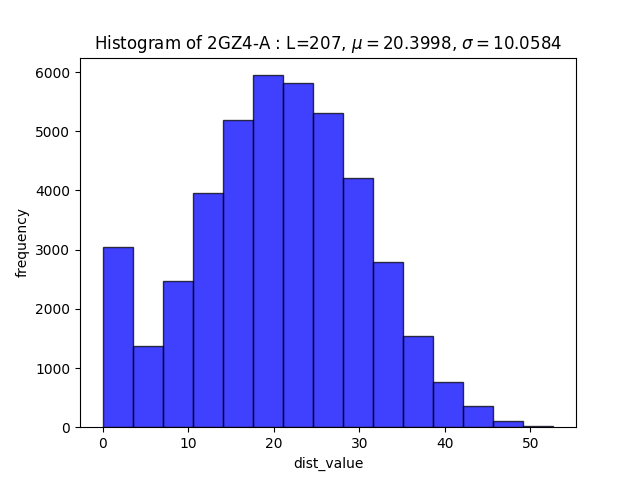 Histogram of 2GZ4-A : L=207, μ = 20.3998, σ = 10.0584
6000
5000
4000
3000
2000
1000
0
frequency
0 10 20 30 40 50
dist_value